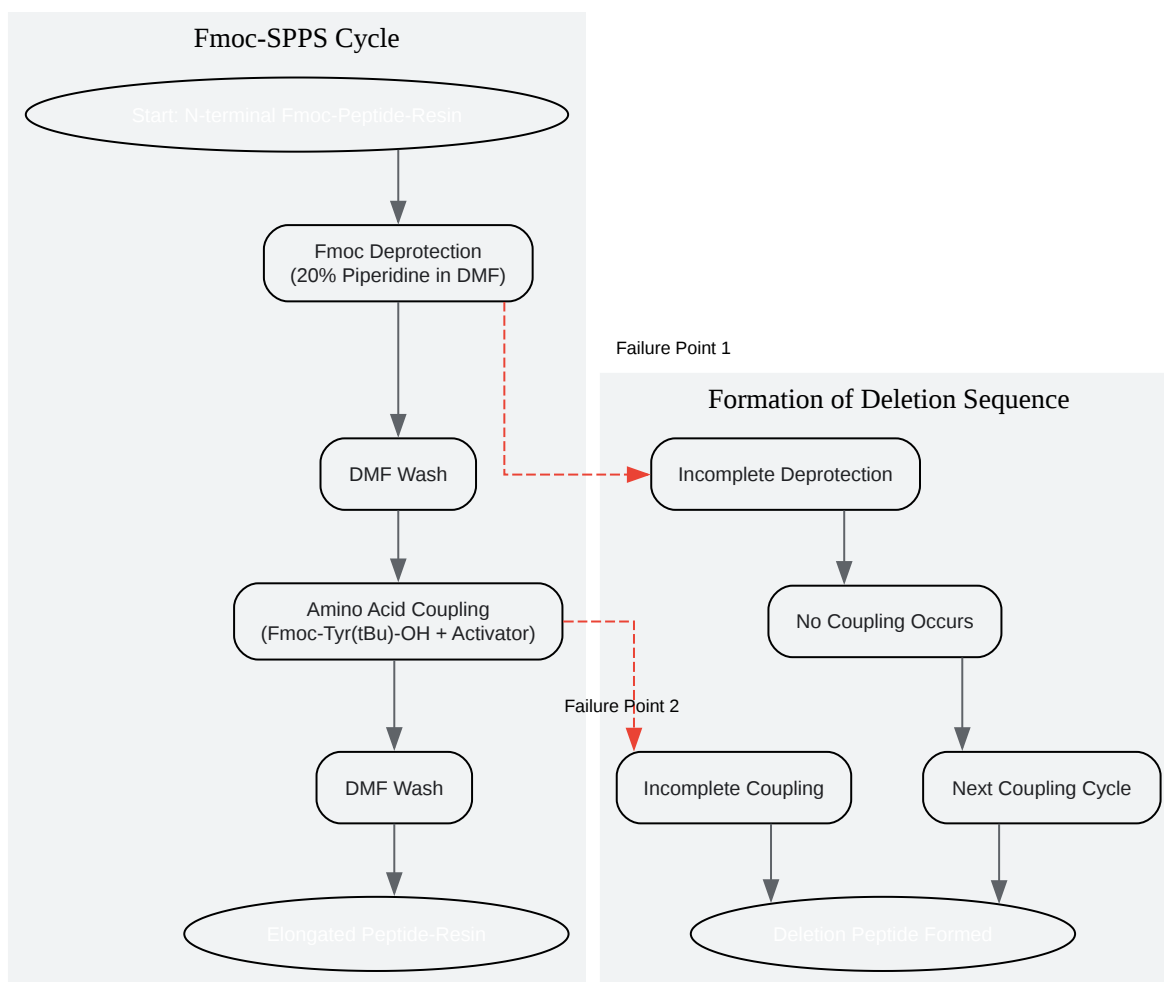 Fmoc-SPPS Cycle
Start: N-terminal Fmoc-Peptide-Resin
Fmoc Deprotection
(20% Piperidine in DMF)
Failure Point 1
Formation of Deletion Sequence
DMF Wash
Incomplete Deprotection
Amino Acid Coupling
(Fmoc-Tyr(tBu)-OH + Activator)
No Coupling Occurs
Failure Point 2
DMF Wash
Incomplete Coupling
Next Coupling Cycle
Elongated Peptide-Resin
Deletion Peptide Formed